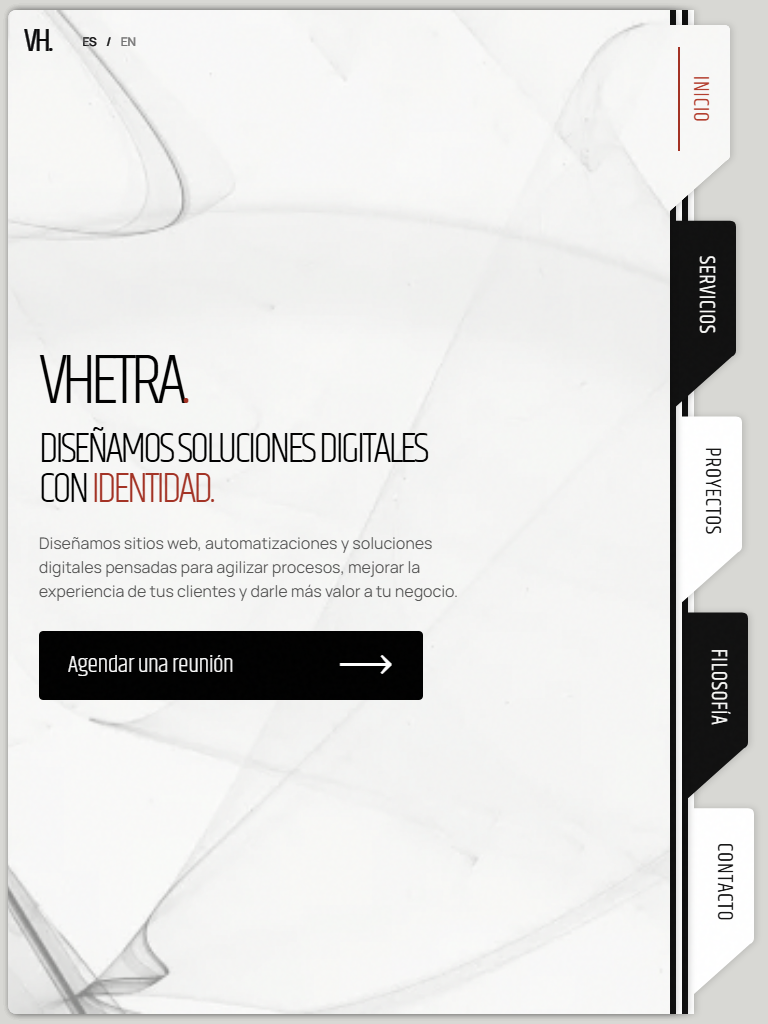 VH.
ES / EN
INICIO
SERVICIOS
PROYECTOS
FILOSOFÍA
CONTACTO
VHETRA.
DISEÑAMOS SOLUCIONES DIGITALES
CON IDENTIDAD.
Diseñamos sitios web, automatizaciones y soluciones
digitales pensadas para agilizar procesos, mejorar la
experiencia de tus clientes y darle más valor a tu negocio.
Agendar una reunión